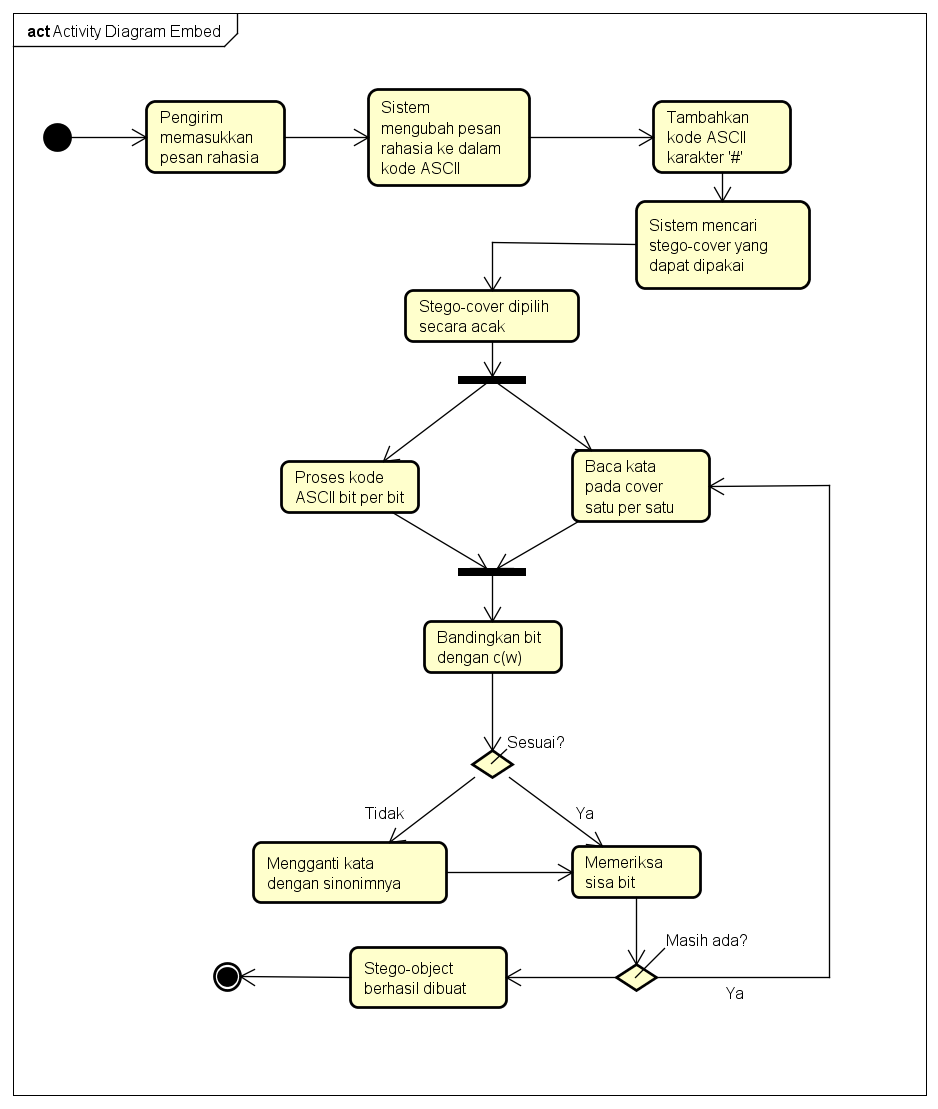 act Activity Diagram Embed
Pengirim
memasukkan
pesan rahasia
Sistem
mengubah pesan
rahasia ke dalam
kode ASCII
Tambahkan
kode ASCII
karakter '#'
Sistem mencari
stego-cover yang
dapat dipakai
Stego-cover dipilih
secara acak
Proses kode
ASCII bit per bit
Baca kata
pada cover
satu per satu
Bandingkan bit
dengan c(w)
Sesuai?
Tidak
Ya
Mengganti kata
dengan sinonimnya
Memeriksa
sisa bit
Masih ada?
Ya
Stego-object
berhasil dibuat